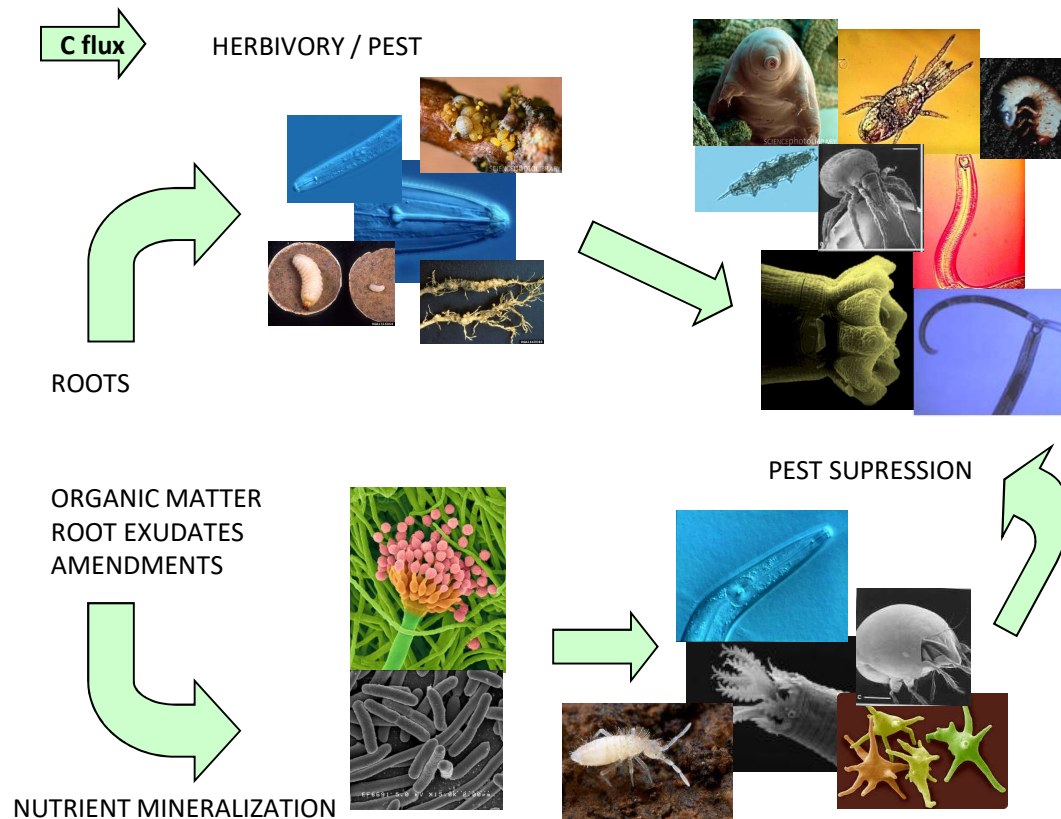 C flux
HERBIVORY / PEST
ROOTS
PEST SUPRESSION
ORGANIC MATTER
ROOT EXUDATES
AMENDMENTS
NUTRIENT MINERALIZATION